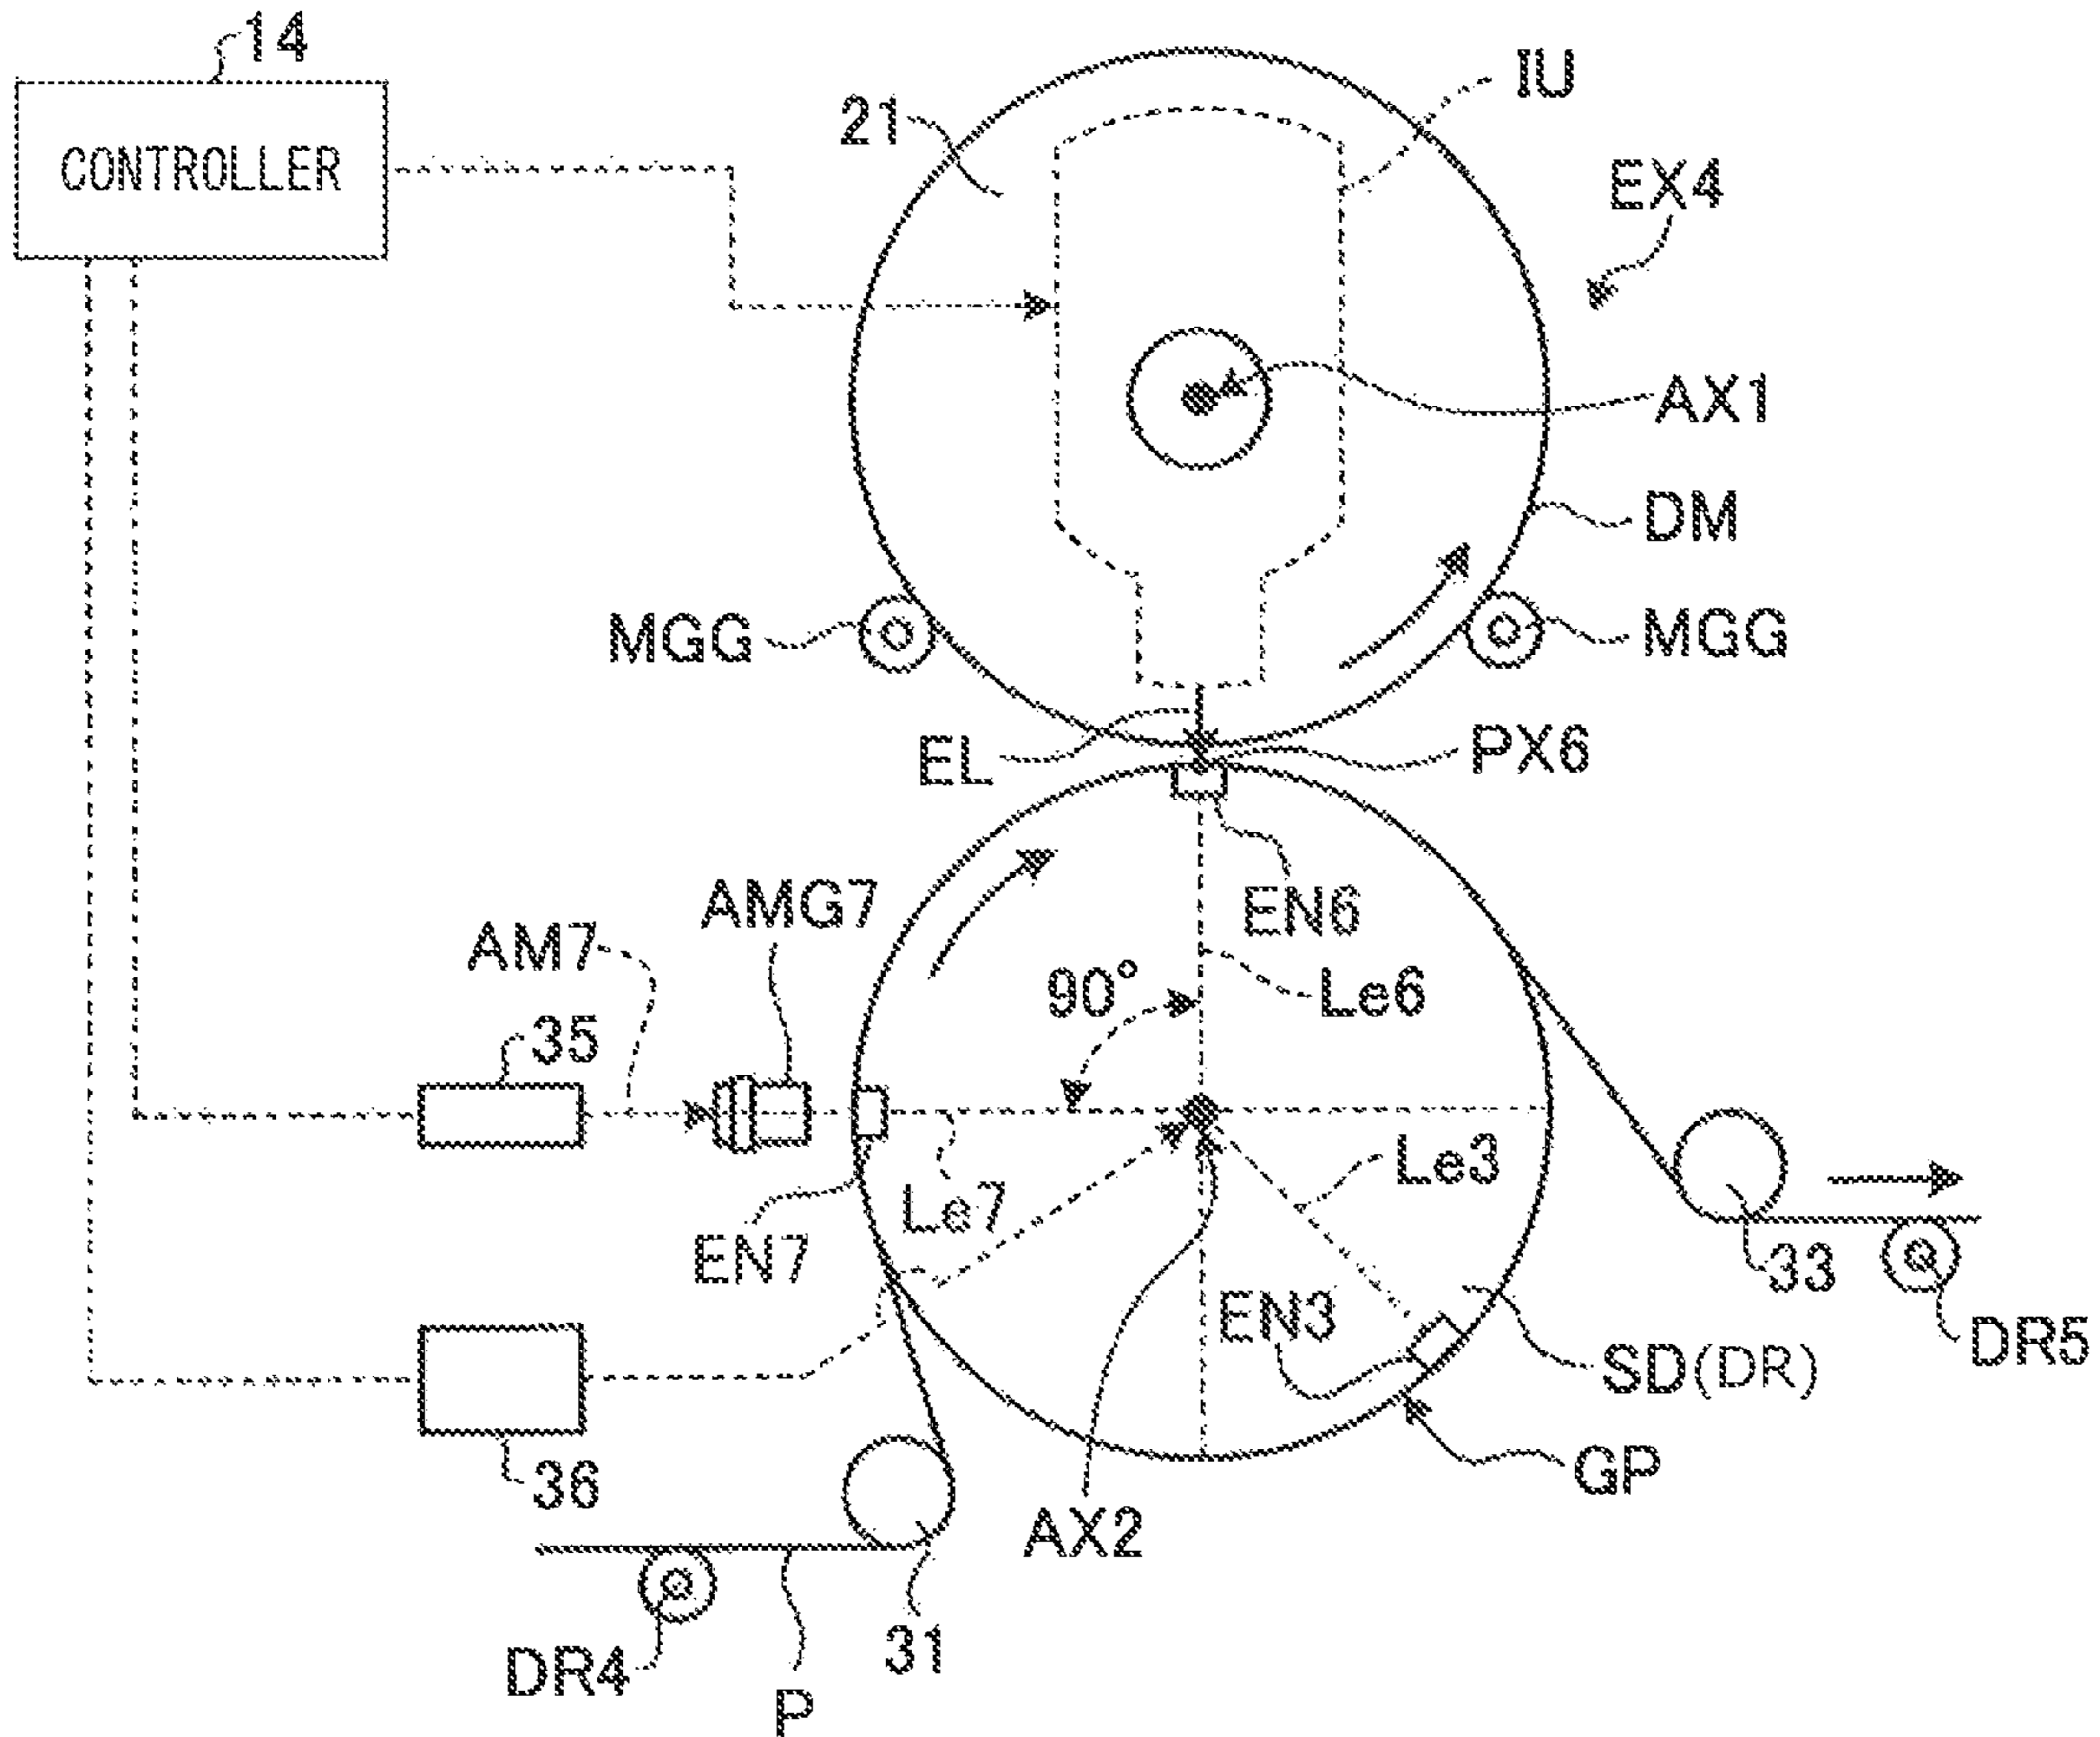 14
CONTROLLER
21
IU
EX4
AX1
DM
MGG
MGG
EL
PX6
EN6
AMG7
AM7
90°
Le6
35
Le3
Le7
EN7
EN3
33
DR5
SD(DR)
36
GP
AX2
31
DR4
P